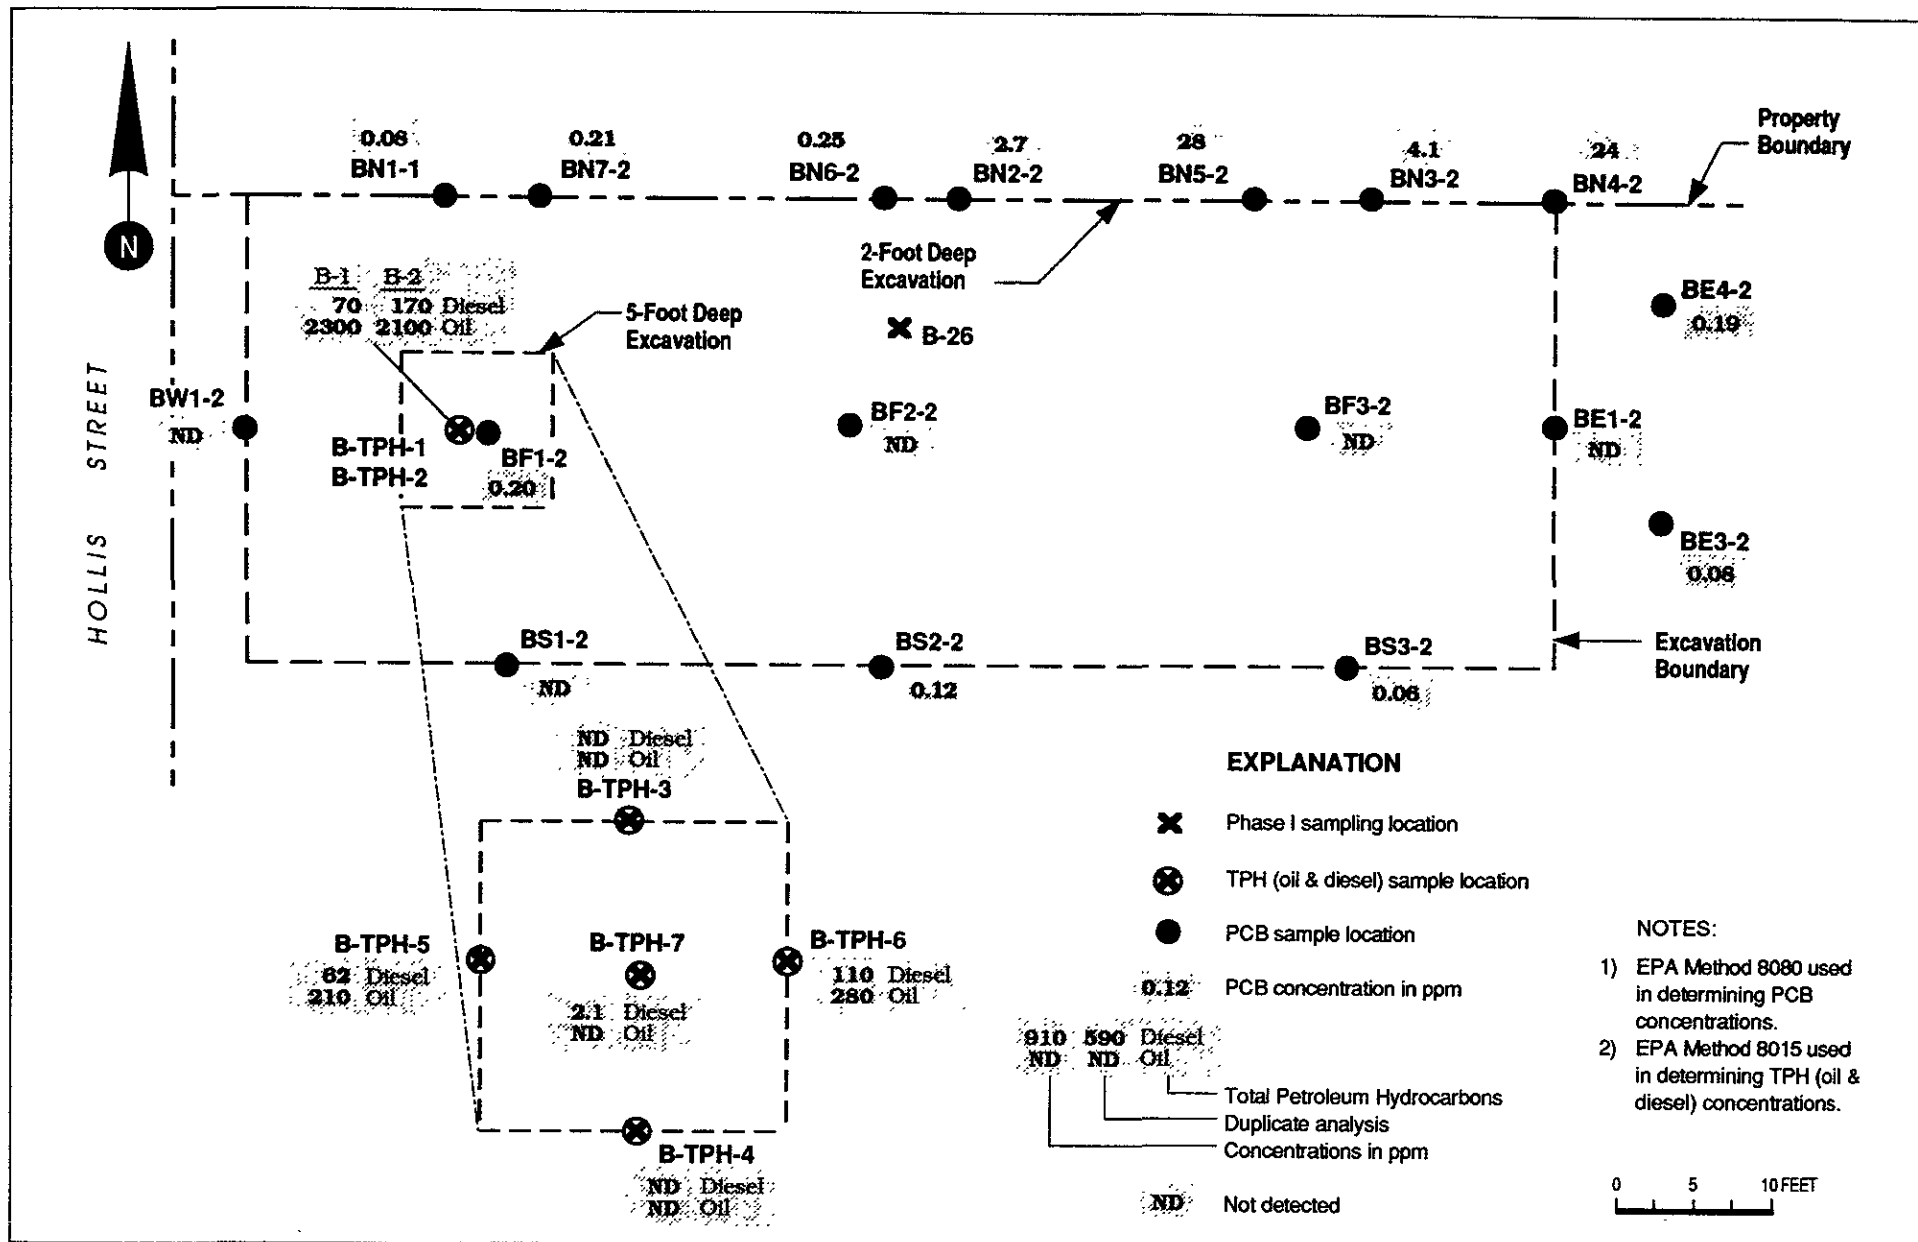 0.08
BN1-1
0.21
BN7-2
0.25
BN6-2
2.7
BN2-2
28
BN5-2
4.1
BN3-2
24
BN4-2
Property
Boundary
N
2-Foot Deep
Excavation
B-1 B-2
70 170 Diesel
2300 2100 Oil
5-Foot Deep
Excavation
B-26
BE4-2
0.19
HOLLIS STREET
BW1-2
ND
B-TPH-1
B-TPH-2
BF1-2
0.20
BF2-2
ND
BF3-2
ND
BE1-2
ND
BE3-2
0.08
BS1-2
ND
BS2-2
0.12
BS3-2
0.06
Excavation
Boundary
ND Diesel
ND Oil
B-TPH-3
B-TPH-5
62 Diesel
210 Oil
B-TPH-7
2.1 Diesel
ND Oil
B-TPH-6
110 Diesel
280 Oil
B-TPH-4
ND Diesel
ND Oil
EXPLANATION
Phase I sampling location
TPH (oil & diesel) sample location
PCB sample location
0.12 PCB concentration in ppm
910 590 Diesel
ND ND Oil
Total Petroleum Hydrocarbons
Duplicate analysis
Concentrations in ppm
ND Not detected
NOTES:
1) EPA Method 8080 used
in determining PCB
concentrations.
2) EPA Method 8015 used
in determining TPH (oil &
diesel) concentrations.
0 5 10 FEET